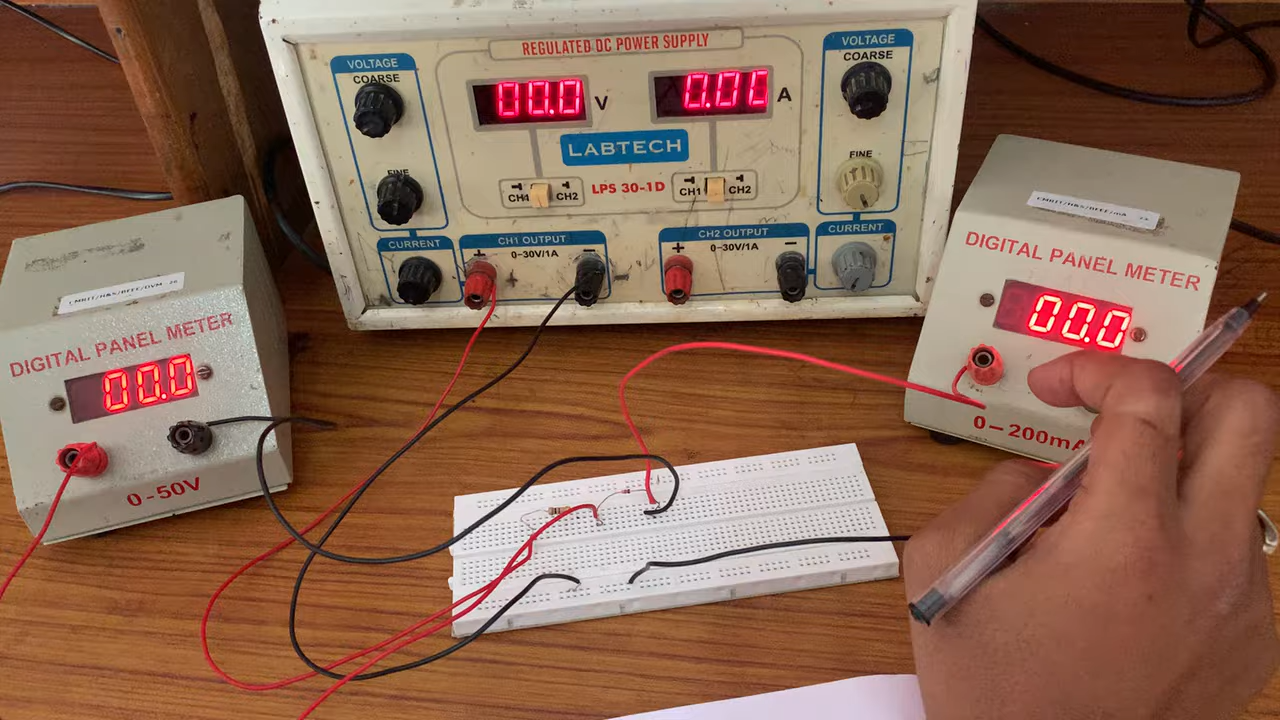 REGULATED DC POWER SUPPLY
VOLTAGE
COARSE
FINE
CURRENT
00.0 V
0.00 A
LABTECH
LPS 30-1D
CH1 CH2
CH1 CH2
VOLTAGE
COARSE
FINE
CURRENT
CH1 OUTPUT
+ -
0-30V/1A
CH2 OUTPUT
+ -
0-30V/1A
DIGITAL PANEL METER
00.0
0-50V
DIGITAL PANEL METER
00.0
0-200mA